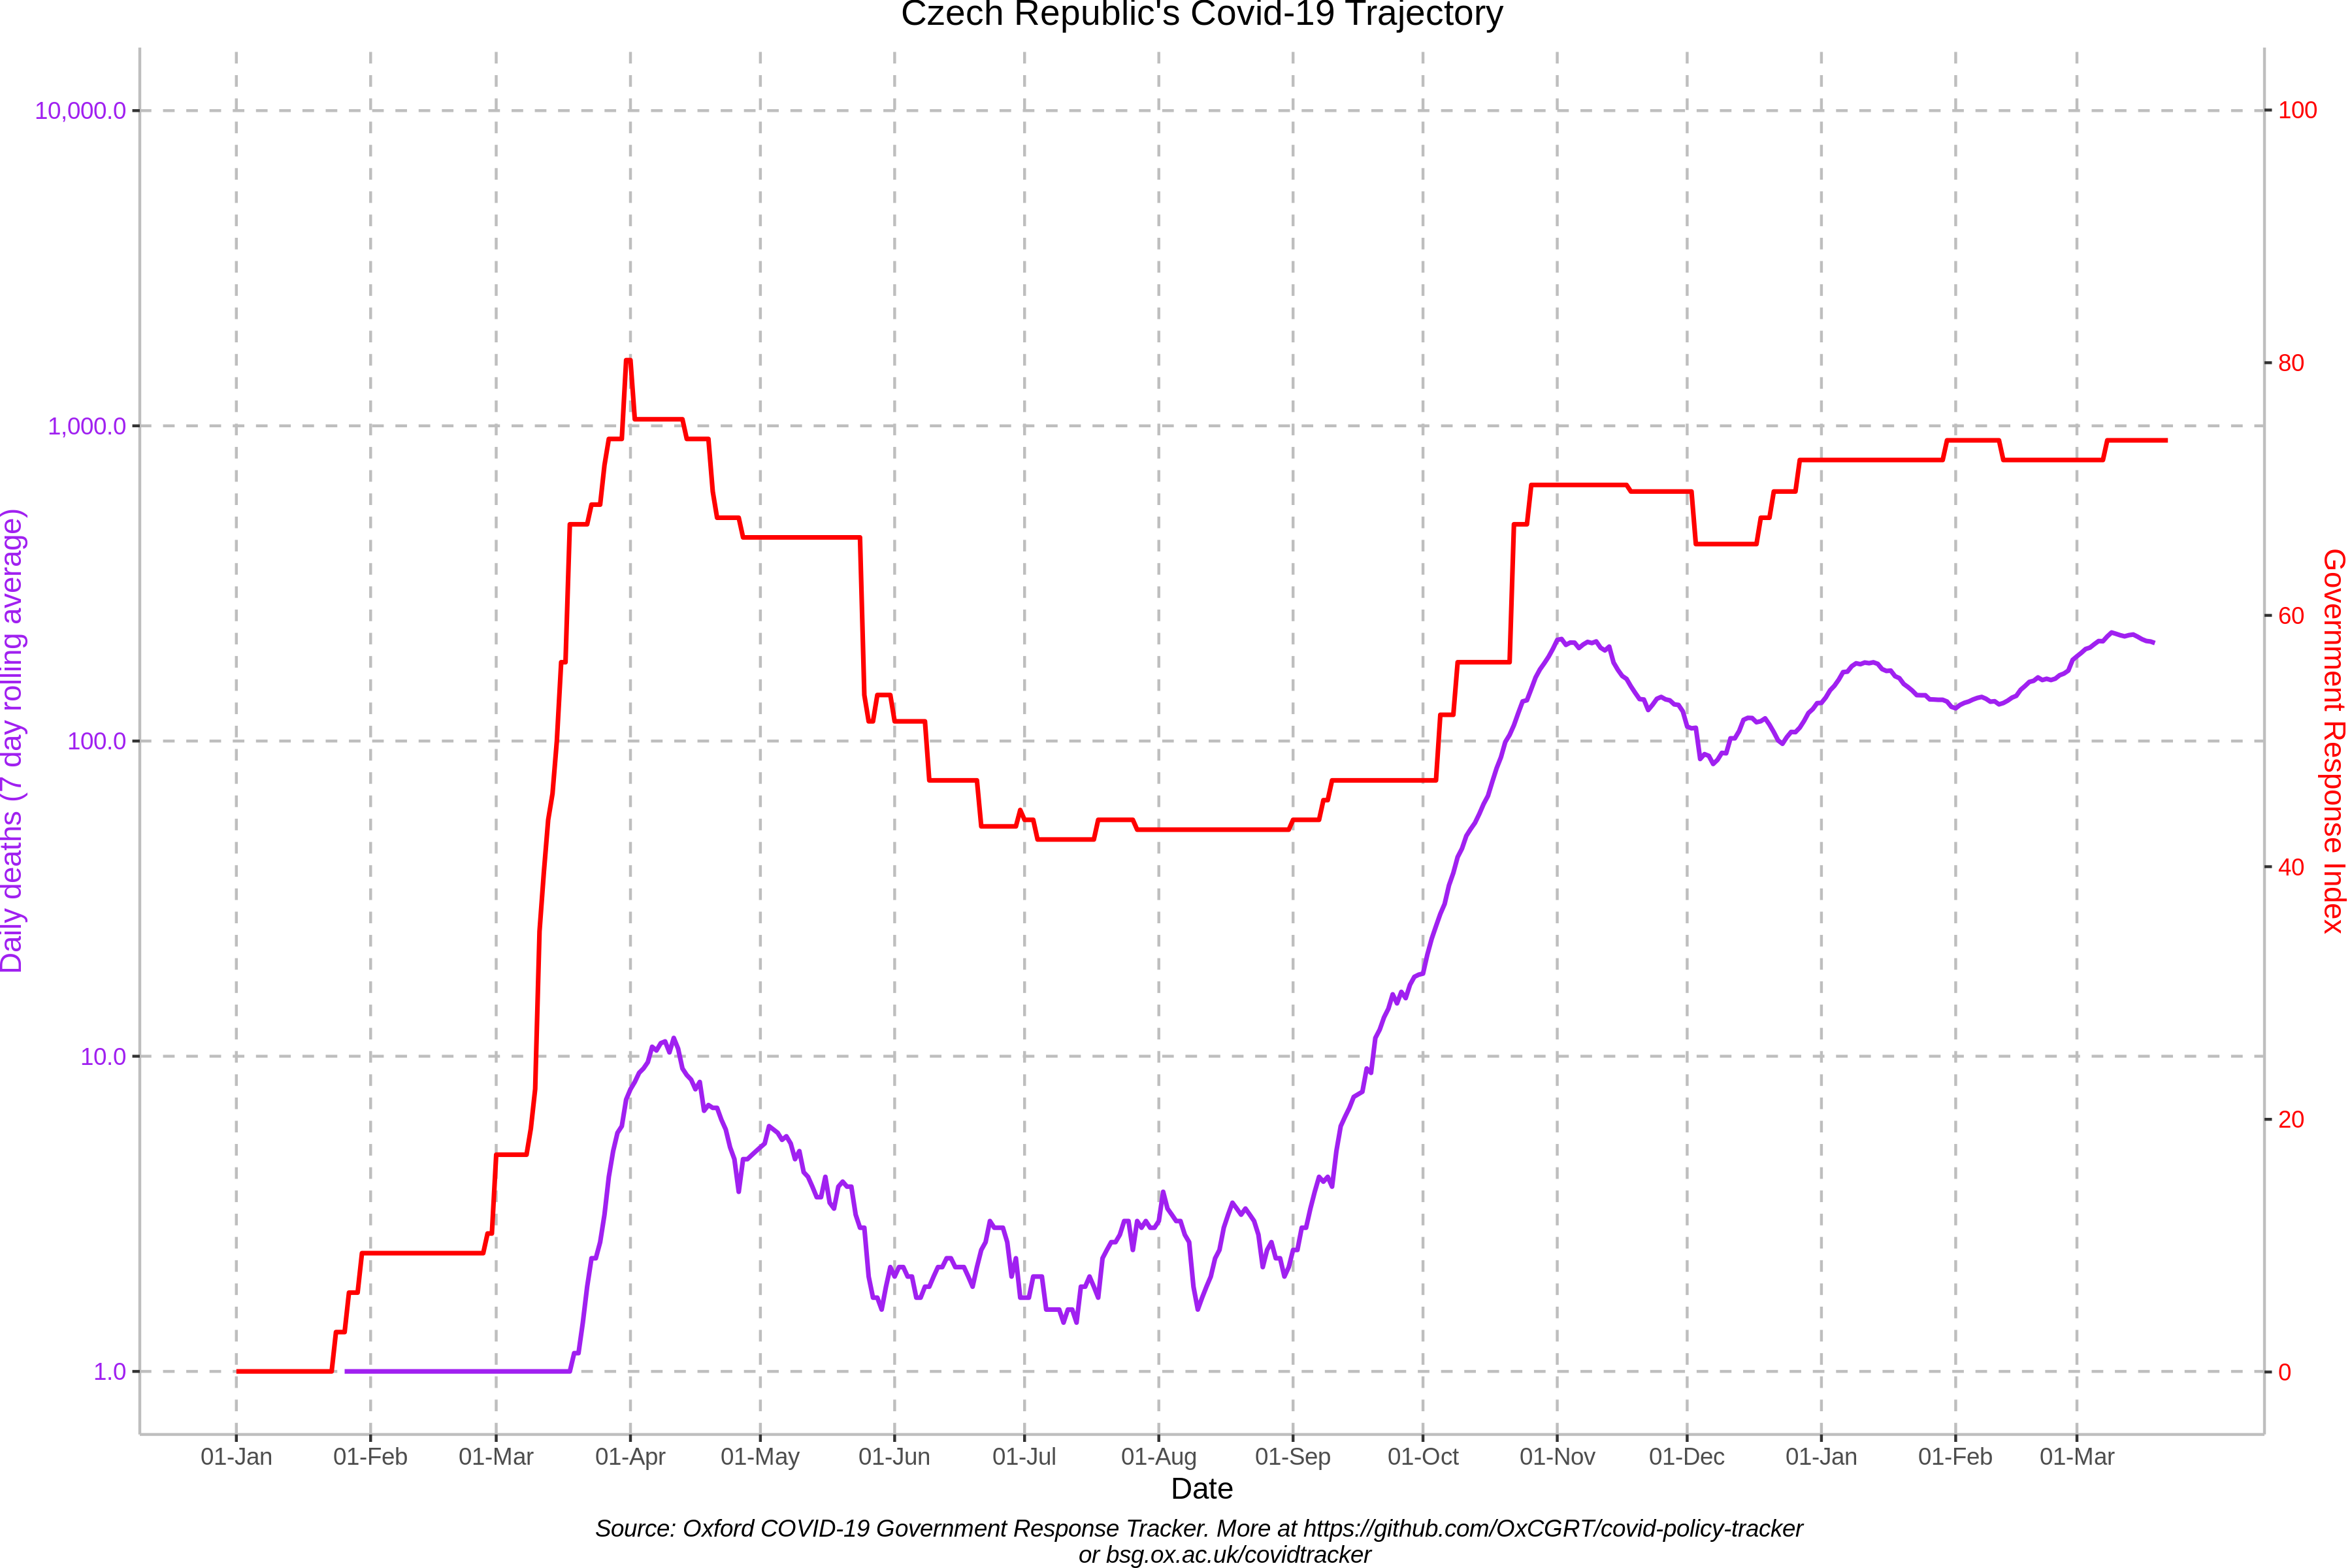 Czech Republic's Covid-19 Trajectory
10,000.0
1,000.0
100.0
10.0
1.0
Daily deaths (7 day rolling average)
100
80
60
40
20
0
Government Response Index
01-Jan 01-Feb 01-Mar 01-Apr 01-May 01-Jun 01-Jul 01-Aug 01-Sep 01-Oct 01-Nov 01-Dec 01-Jan 01-Feb 01-Mar
Date
Source: Oxford COVID-19 Government Response Tracker. More at https://github.com/OxCGRT/covid-policy-tracker
or bsg.ox.ac.uk/covidtracker